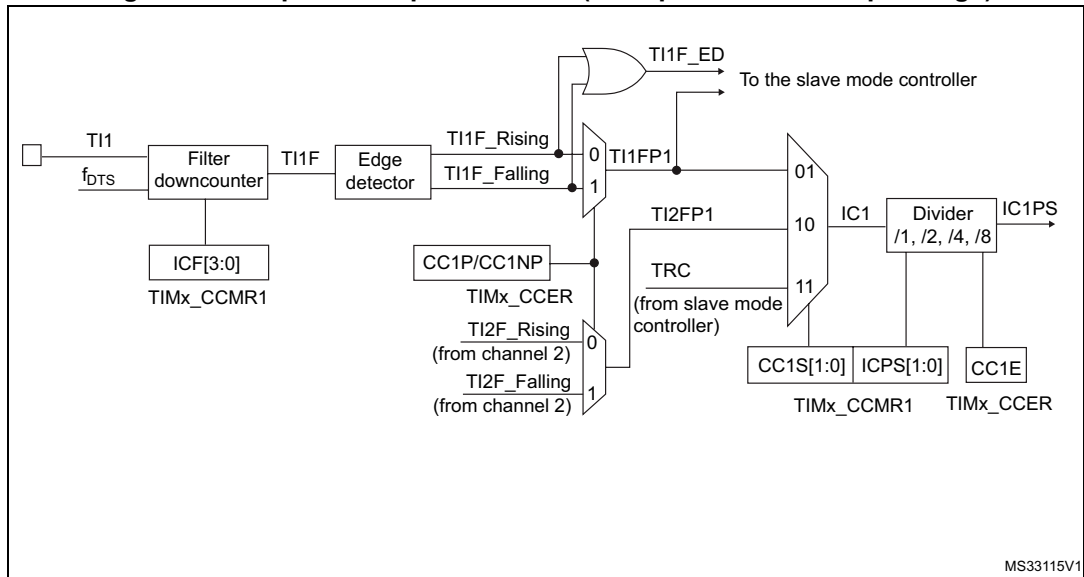 TI1F_ED
To the slave mode controller
TI1
TI1F_Rising
Filter
downcounter
TI1F
Edge
detector
0
TI1FP1
01
f_DTS
TI1F_Falling
1
TI2FP1
10
IC1
Divider
/1, /2, /4, /8
IC1PS
ICF[3:0]
TIMx_CCMR1
CC1P/CC1NP
TIMx_CCER
TRC
11
(from slave mode
controller)
TI2F_Rising
0
(from channel 2)
TI2F_Falling
1
(from channel 2)
CC1S[1:0]
ICPS[1:0]
CC1E
TIMx_CCMR1
TIMx_CCER
MS33115V1